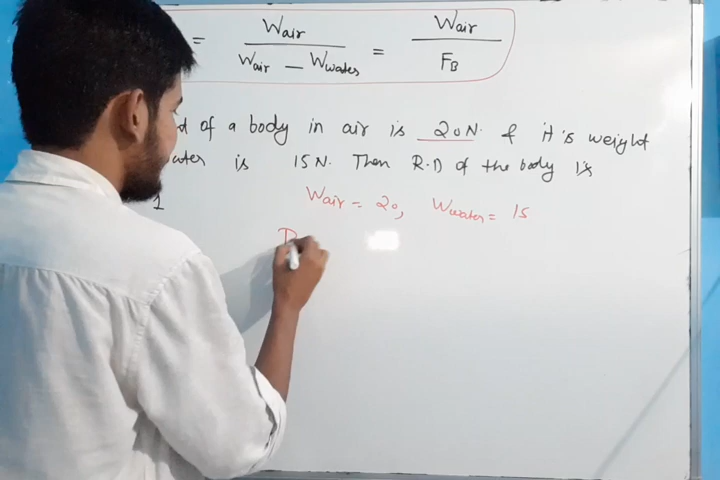 = Wair / Wair – Wwater = Wair / FB
of a body in air is 20N. & it is weight
is 15N. Then R.D of the body is
1
Wair = 20, Wwater = 15